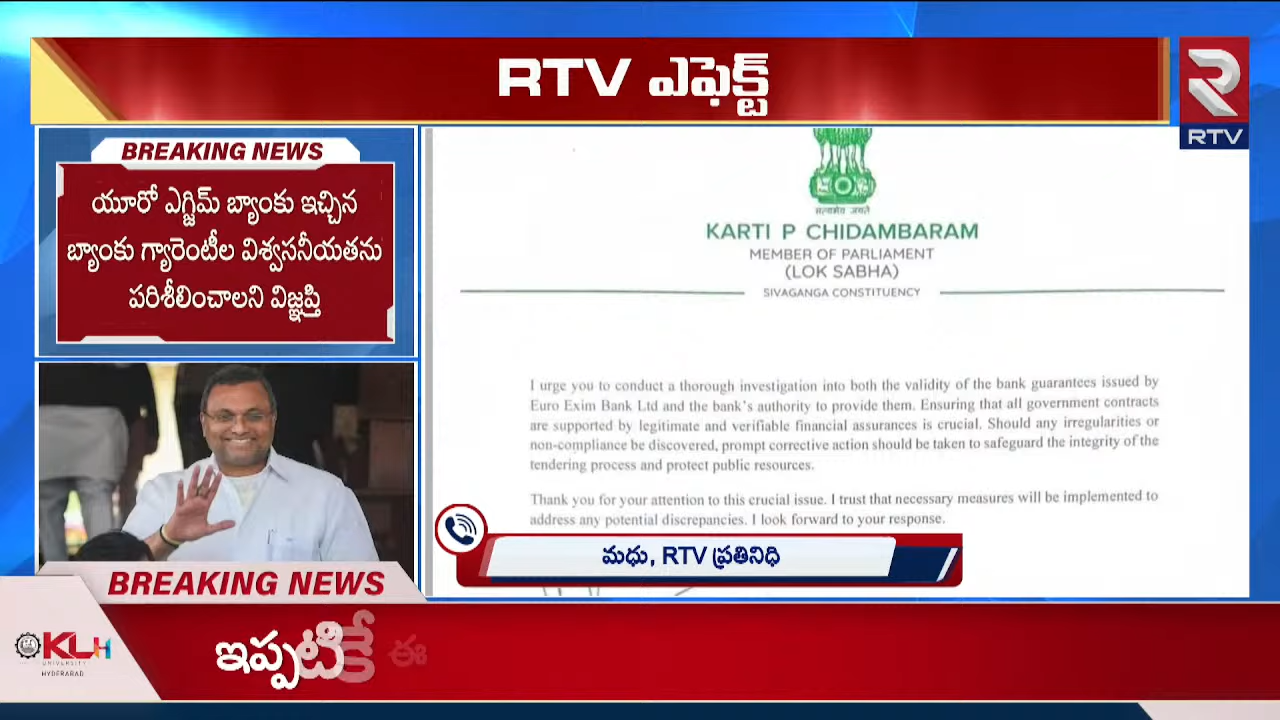 RTV ఎఫెక్ట్
RTV
BREAKING NEWS
యూరో ఎగ్జిమ్ బ్యాంకు ఇచ్చిన
బ్యాంకు గ్యారెంటీల విశ్వసనీయతను
పరిశీలించాలని విజ్ఞప్తి
सत्यमेव जयते
KARTI P CHIDAMBARAM
MEMBER OF PARLIAMENT
(LOK SABHA)
SIVAGANGA CONSTITUENCY
I urge you to conduct a thorough investigation into both the validity of the bank guarantees issued by
Euro Exim Bank Ltd and the bank's authority to provide them. Ensuring that all government contracts
are supported by legitimate and verifiable financial assurances is crucial. Should any irregularities or
non-compliance be discovered, prompt corrective action should be taken to safeguard the integrity of the
tendering process and protect public resources.
Thank you for your attention to this crucial issue. I trust that necessary measures will be implemented to
address any potential discrepancies. I look forward to your response.
మధు, RTV ప్రతినిధి
BREAKING NEWS
KLH
UNIVERSITY
HYDERABAD
ఇప్పటికే ఈ